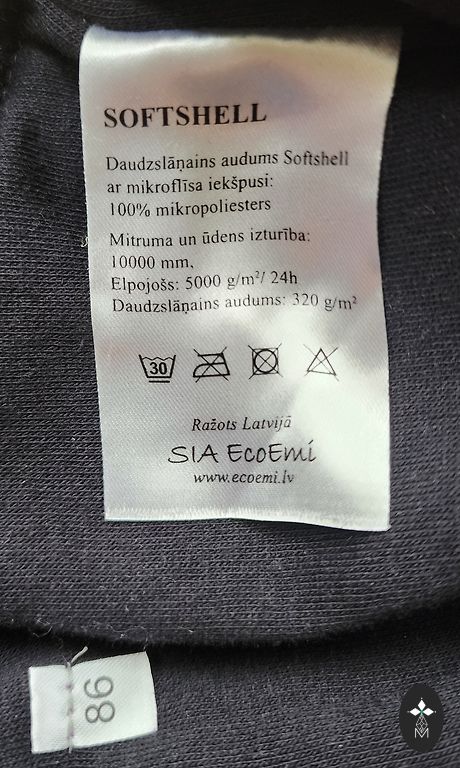 SOFTSHELL
Daudzslāņains audums Softshell
ar mikroflīsa iekšpusi:
100% mikropoliesters
Mitruma un ūdens izturība:
10000 mm,
Elpojošs: 5000 g/m²/ 24h
Daudzslāņains audums: 320 g/m²
30
Ražots Latvijā
SIA EcoEmi
www.ecoemi.lv
86